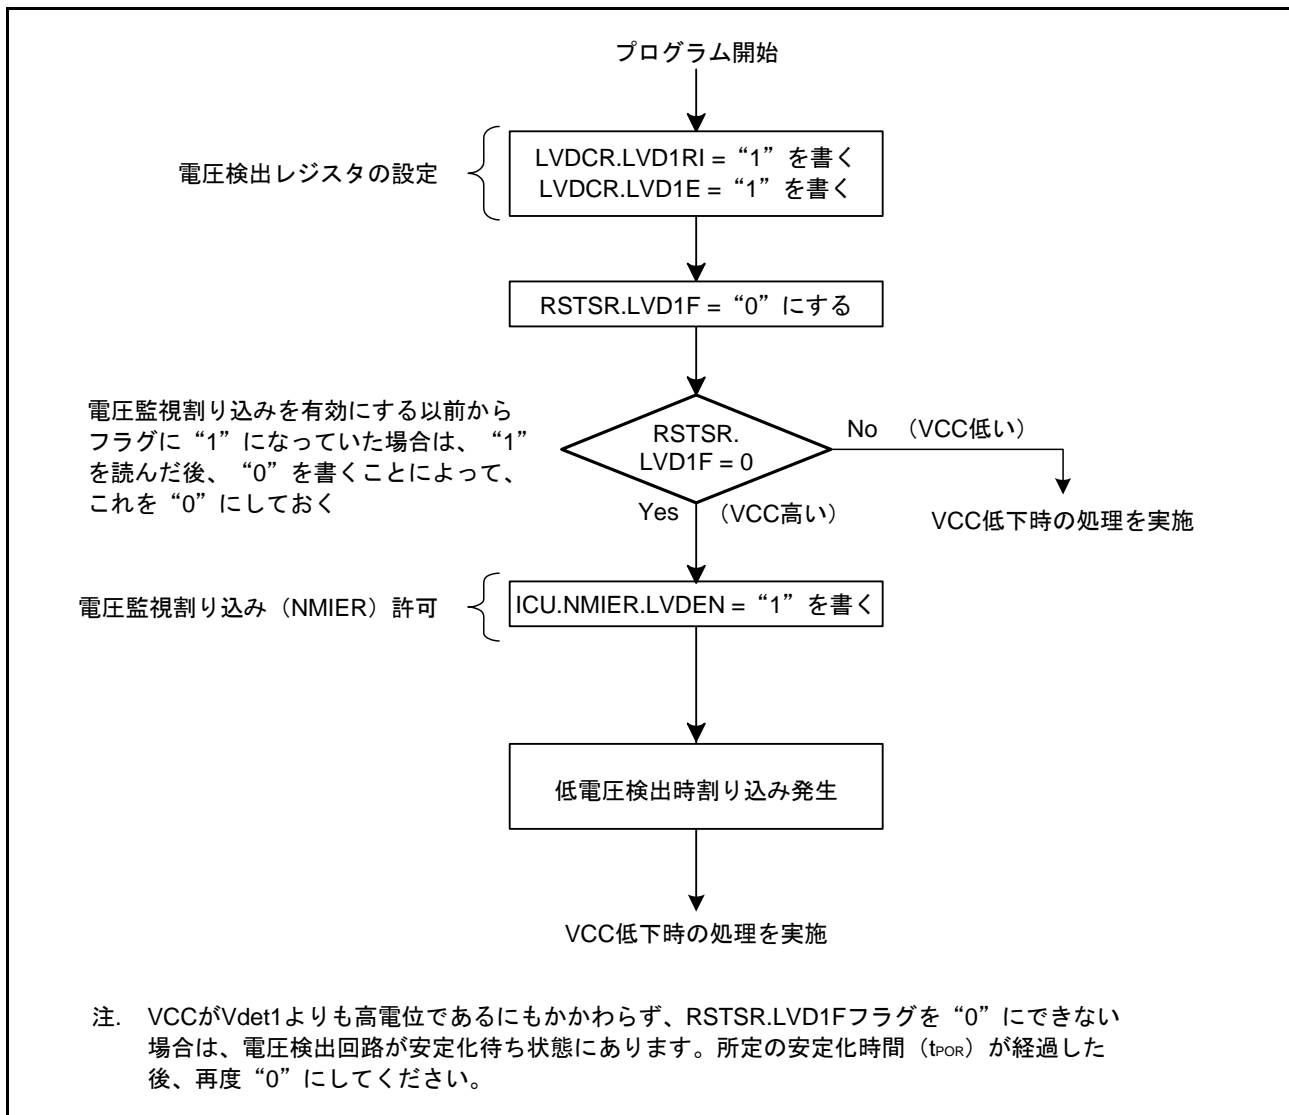 プログラム開始
電圧検出レジスタの設定
LVDCR.LVD1RI = “1” を書く
LVDCR.LVD1E = “1” を書く
RSTSR.LVD1F = “0” にする
電圧監視割り込みを有効にする以前から
フラグに“1”になっていた場合は、“1”
を読んだ後、“0”を書くことによって、
これを“0”にしておく
RSTSR.
LVD1F = 0
No （VCC低い）
VCC低下時の処理を実施
Yes （VCC高い）
電圧監視割り込み（NMIER）許可
ICU.NMIER.LVDEN = “1” を書く
低電圧検出時割り込み発生
VCC低下時の処理を実施
注. VCCがVdet1よりも高電位であるにもかかわらず、RSTSR.LVD1Fフラグを“0”にできない
場合は、電圧検出回路が安定化待ち状態にあります。所定の安定化時間（tPOR）が経過した
後、再度“0”にしてください。